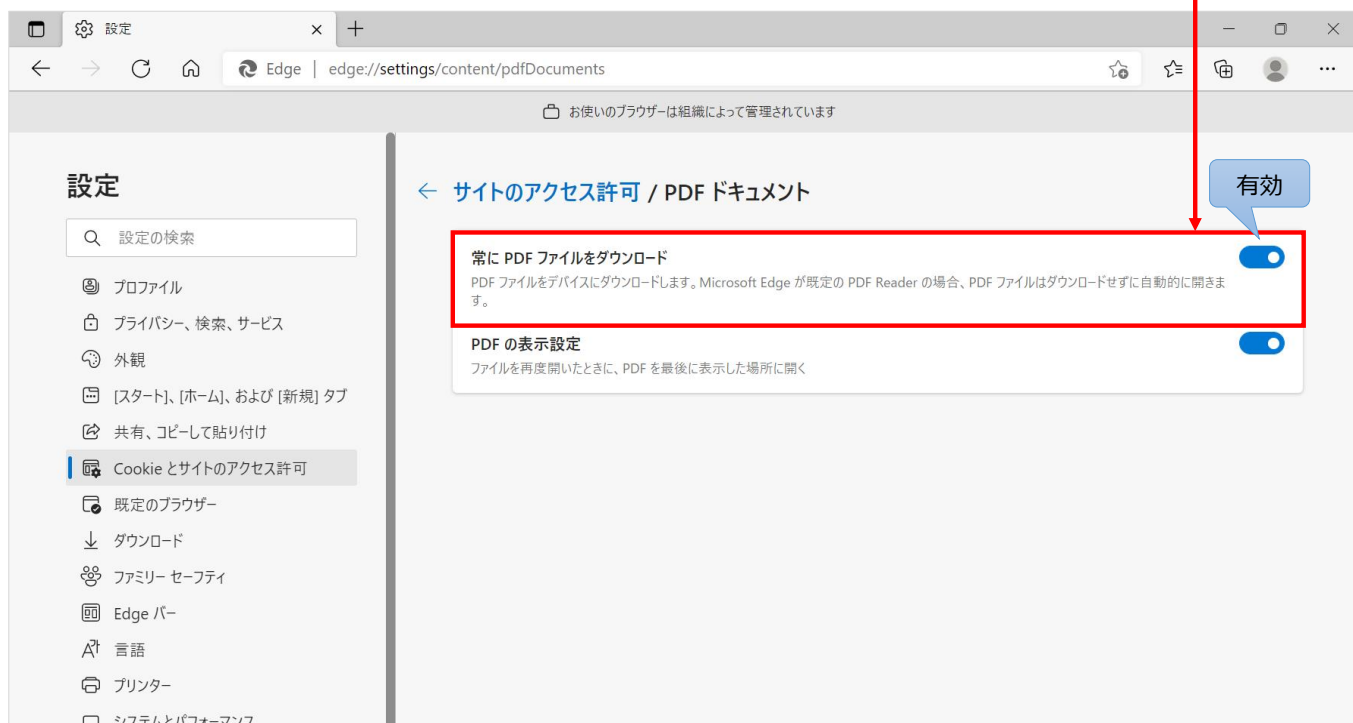 設定
Edge | edge://settings/content/pdfDocuments
お使いのブラウザーは組織によって管理されています
設定
設定の検索
プロファイル
プライバシー、検索、サービス
外観
[スタート]、[ホーム]、および [新規] タブ
共有、コピーして貼り付け
Cookie とサイトのアクセス許可
既定のブラウザー
ダウンロード
ファミリー セーフティ
Edge バー
言語
プリンター
システムとパフォーマンス
サイトのアクセス許可 / PDF ドキュメント
有効
常に PDF ファイルをダウンロード
PDF ファイルをデバイスにダウンロードします。Microsoft Edge が既定の PDF Reader の場合、PDF ファイルはダウンロードせずに自動的に開きま
す。
PDF の表示設定
ファイルを再度開いたときに、PDF を最後に表示した場所に開く